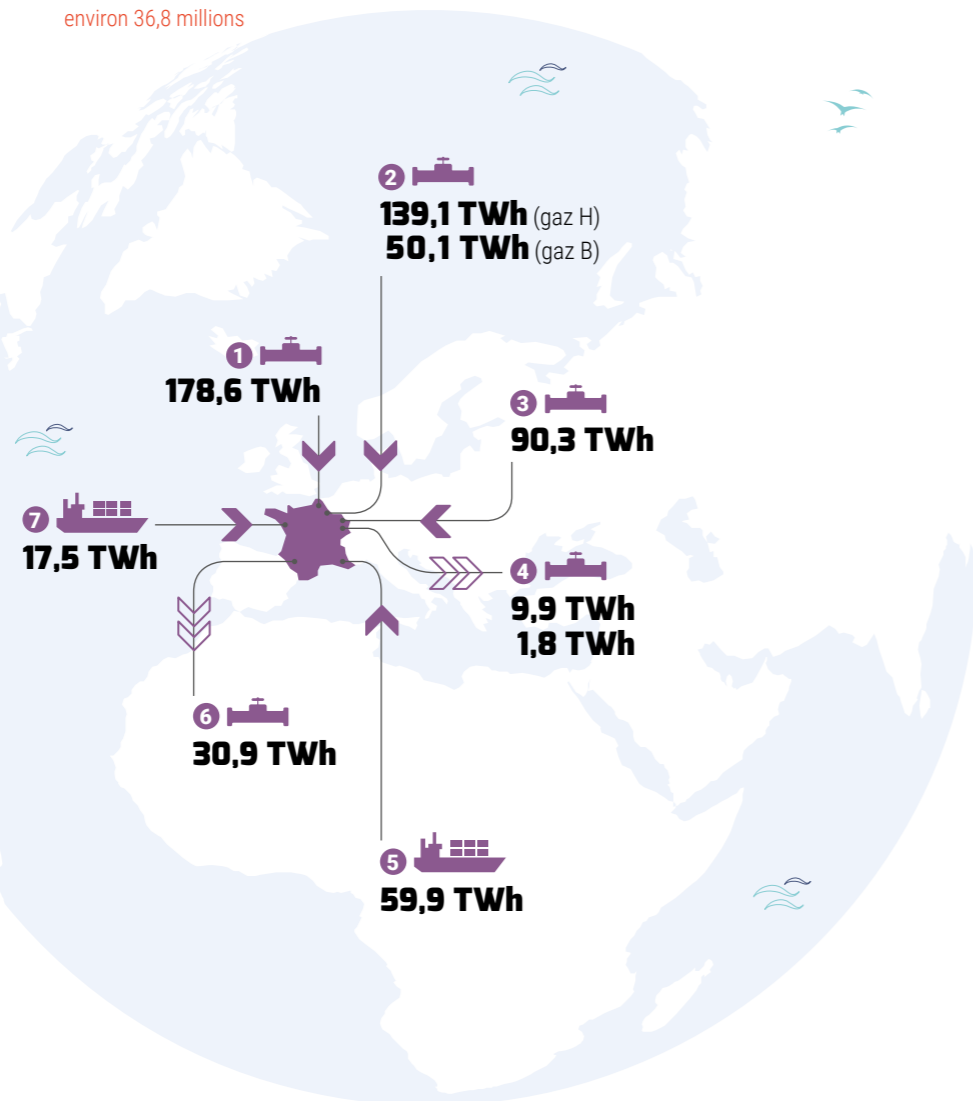 environ 36,8 millions
2
139,1 TWh (gaz H)
50,1 TWh (gaz B)
1
178,6 TWh
3
90,3 TWh
7
17,5 TWh
4
9,9 TWh
1,8 TWh
6
30,9 TWh
5
59,9 TWh